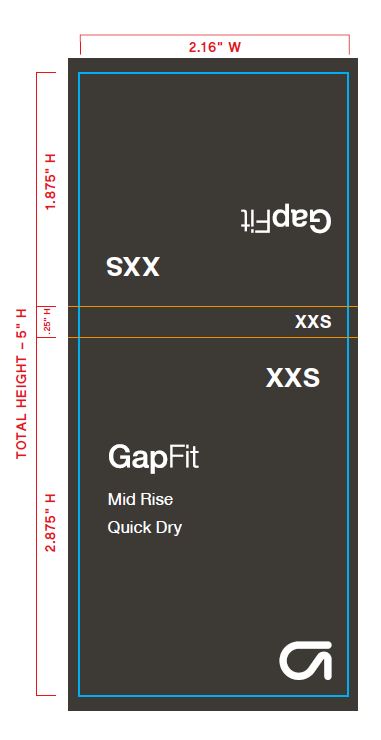 2.16" W
1.875" H
GapFit
XXS
.25" H
XXS
TOTAL HEIGHT – 5" H
XXS
GapFit
2.875" H
Mid Rise
Quick Dry